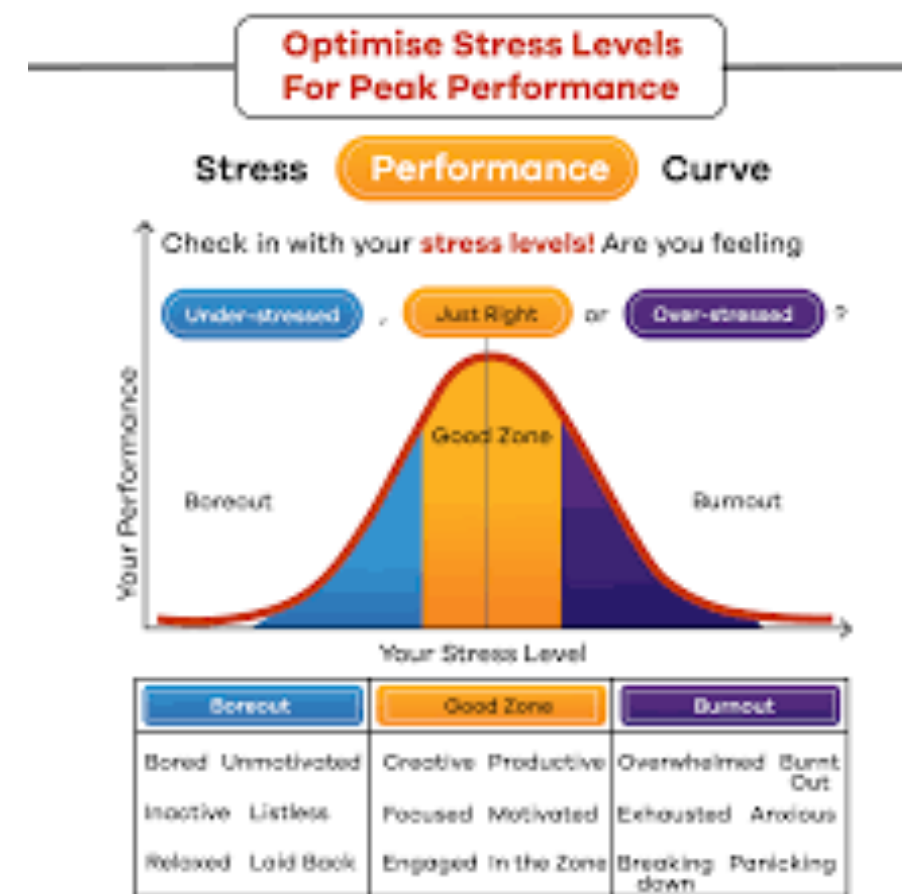 Optimise Stress Levels
For Peak Performance
Stress Performance Curve
Check in with your stress levels! Are you feeling
Under-stressed , Just Right or Over-stressed ?
Good Zone
Boreout
Burnout
Your Performance
Your Stress Level
Boreout Good Zone Burnout
Bored Unmotivated Creative Productive Overwhelmed Burnt
Out
Inactive Listless Focused Motivated Exhausted Anxious
Relaxed Laid Back Engaged In the Zone Breaking Panicking
down